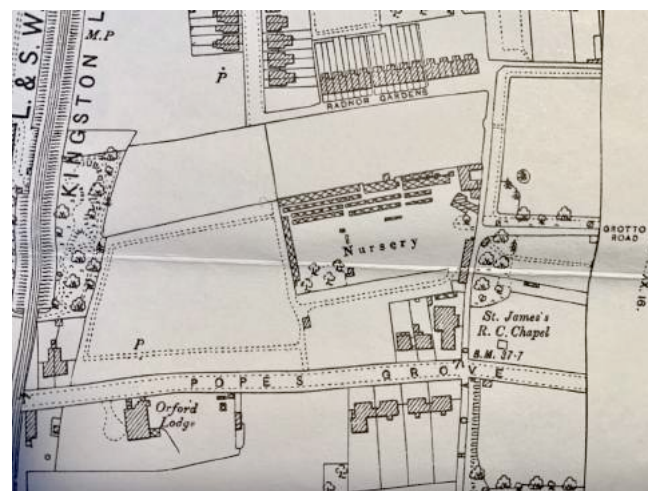 L. & S. W.
KINGSTON L
M.P
P
RADNOR GARDENS
Nursery
GROTTO
ROAD
St. James's
R. C. Chapel
B.M. 37·7
P
POPES GROVE
Orford
Lodge